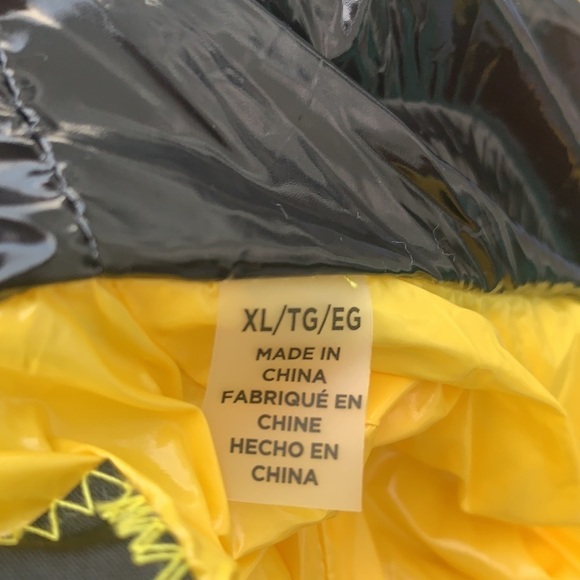 XL/TG/EG
MADE IN
CHINA
FABRIQUÉ EN
CHINE
HECHO EN
CHINA